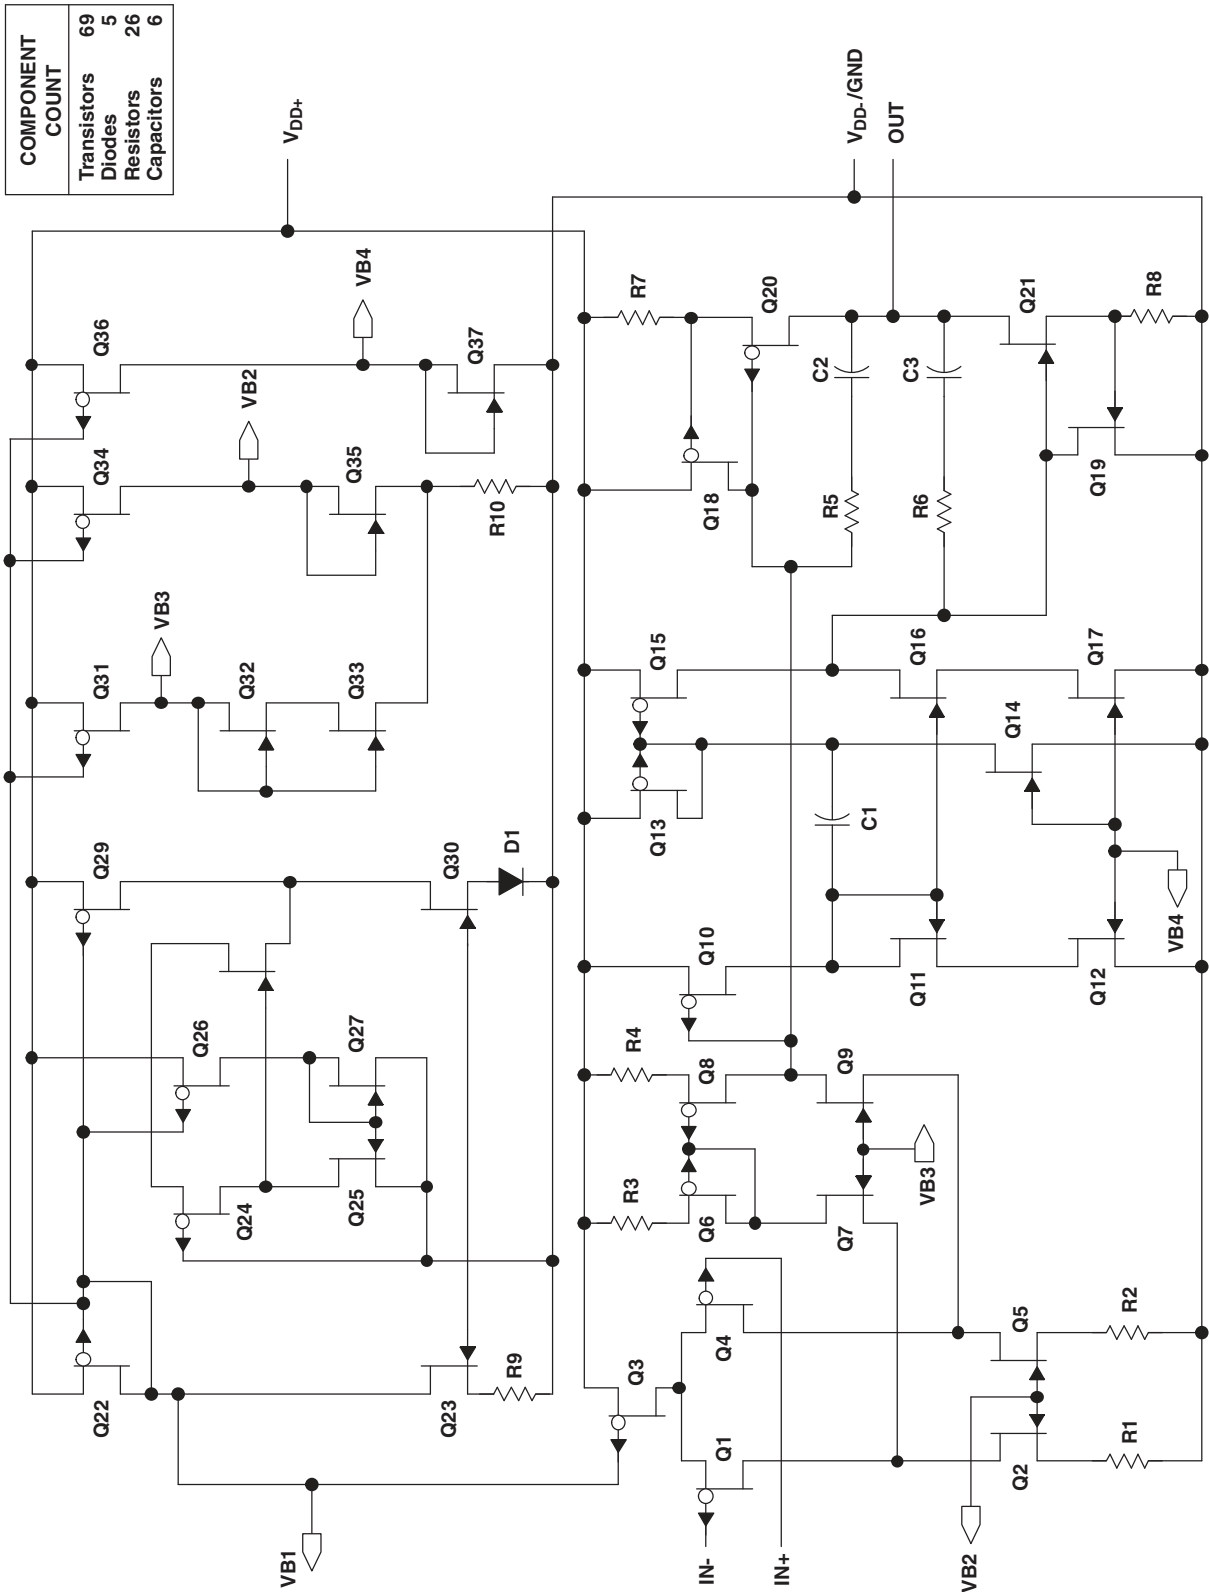 COMPONENT
COUNT
Transistors 69
Diodes 5
Resistors 26
Capacitors 6
VDD+
VDD-/GND
OUT
Q36
VB4
Q37
Q34
VB2
Q35
R10
Q31
VB3
Q32
Q33
Q29
Q30
D1
Q26
Q27
Q24
Q25
Q22
Q23
R9
VB1
R7
Q20
Q18
C2
C3
R5
R6
Q21
Q19
R8
Q15
Q13
Q16
Q17
Q14
C1
Q10
Q11
Q12
VB4
R4
Q8
Q9
R3
Q6
Q7
VB3
Q3
Q4
Q1
Q5
Q2
R2
R1
IN-
IN+
VB2